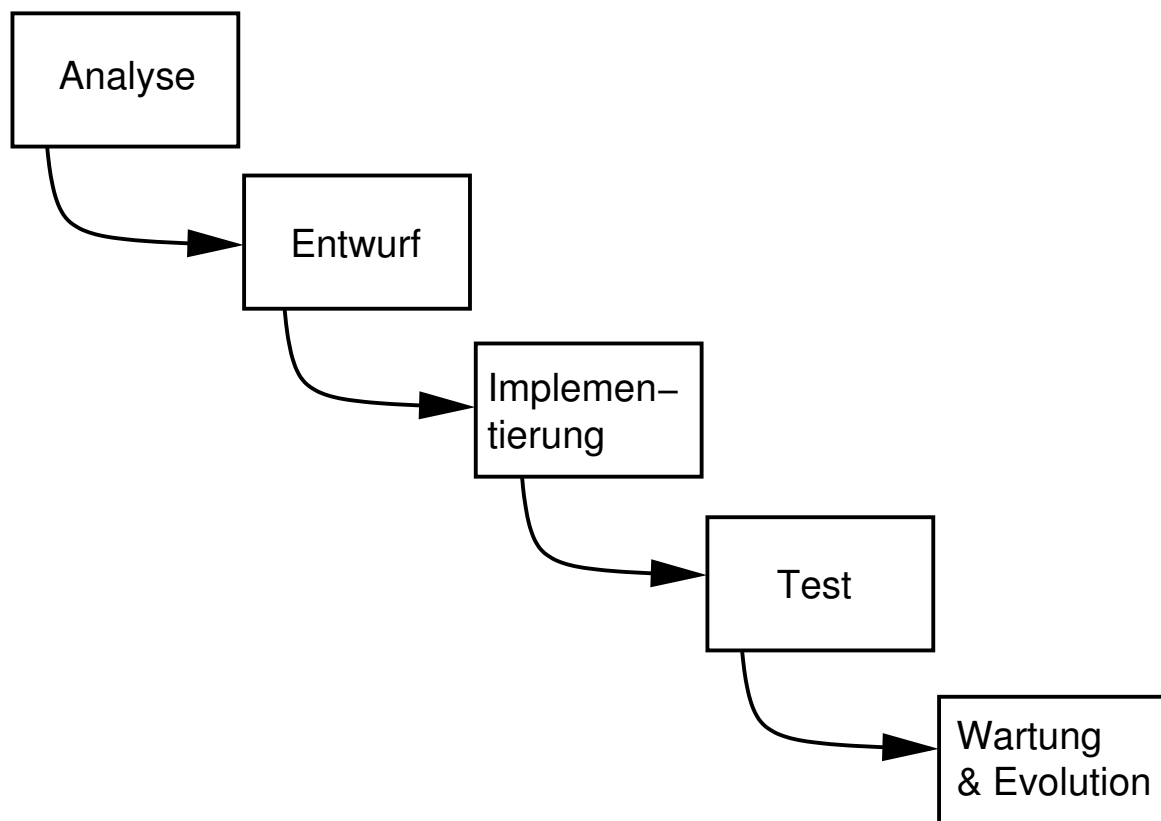 Analyse
Entwurf
Implemen−
tierung
Test
Wartung
& Evolution